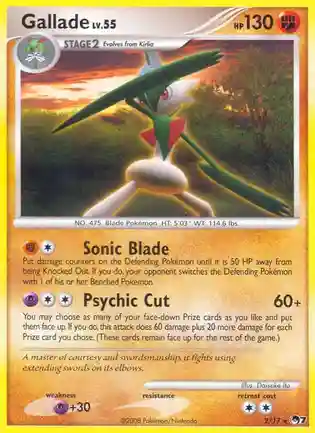 Gallade LV.55
HP 130
STAGE2 Evolves from Kirlia
NO. 475 Blade Pokémon HT: 5'03" WT: 114.6 lbs
Sonic Blade
Put damage counters on the Defending Pokémon until it is 50 HP away from
being Knocked Out. If you do, your opponent switches the Defending Pokémon
with 1 of his or her Benched Pokémon.
Psychic Cut 60+
You may choose as many of your face-down Prize cards as you like and put
them face up. If you do, this attack does 60 damage plus 20 more damage for each
Prize card you chose. (These cards remain face up for the rest of the game.)
A master of courtesy and swordsmanship, it fights using
extending swords on its elbows.
Illus. Daisuke Ito
weakness resistance retreat cost
+30
©2008 Pokémon/Nintendo
2/17 ★ 7